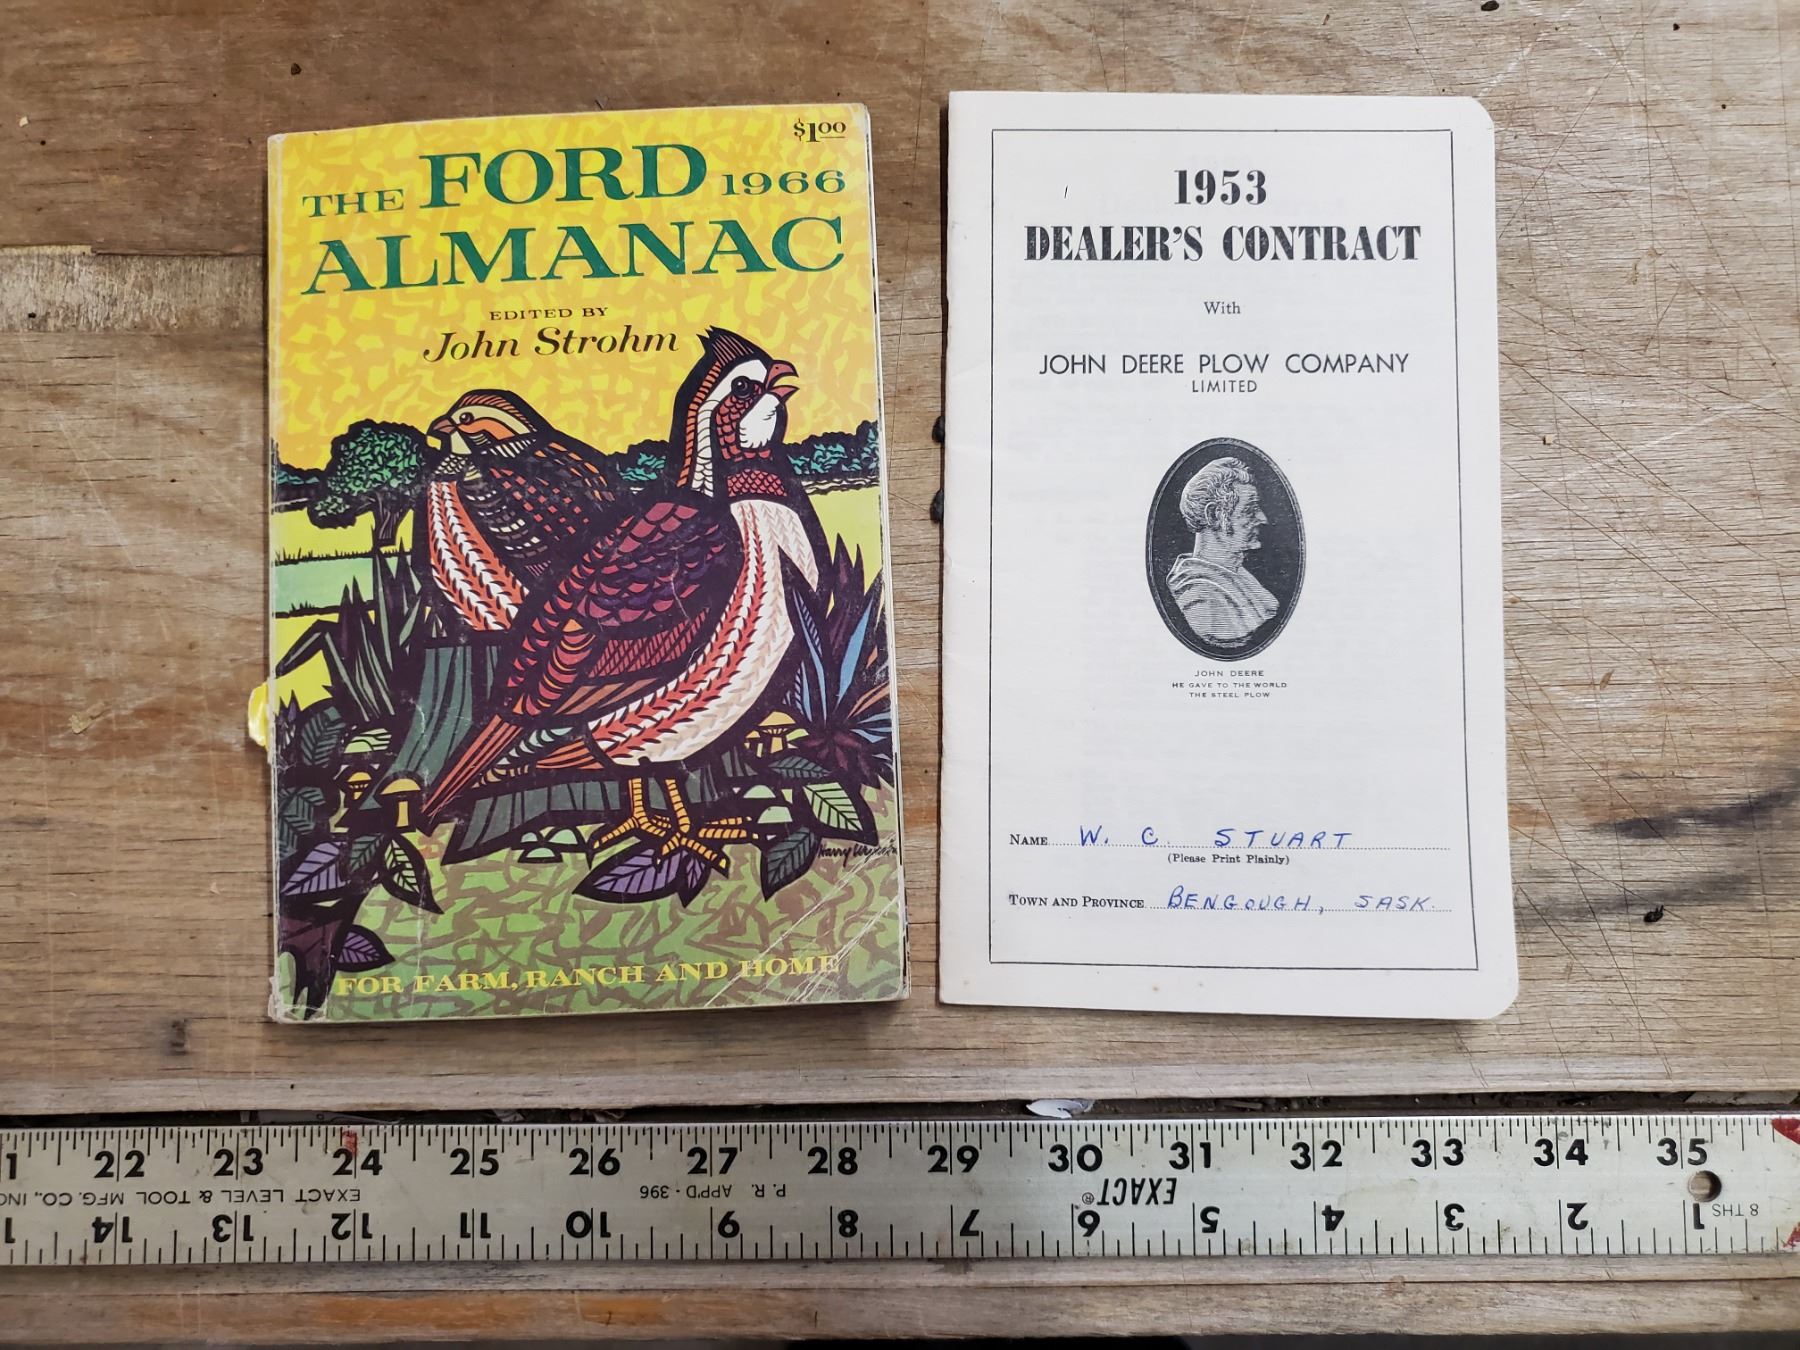 $1.00
THE FORD 1966
ALMANAC
EDITED BY
John Strohm
FOR FARM, RANCH AND HOME
1953
DEALER'S CONTRACT
With
JOHN DEERE PLOW COMPANY
LIMITED
JOHN DEERE
HE GAVE TO THE WORLD
THE STEEL PLOW
NAME W. C. STUART
(Please Print Plainly)
TOWN AND PROVINCE BENGOUGH, SASK.
22 23 24 25 26 27 28 29 30 31 32 33 34 35
EXACT LEVEL & TOOL MFG. CO., INC
P. R. APP'D - 396
EXACT®
8 THS
14 13 12 11 10 9 8 7 6 5 4 3 2 1